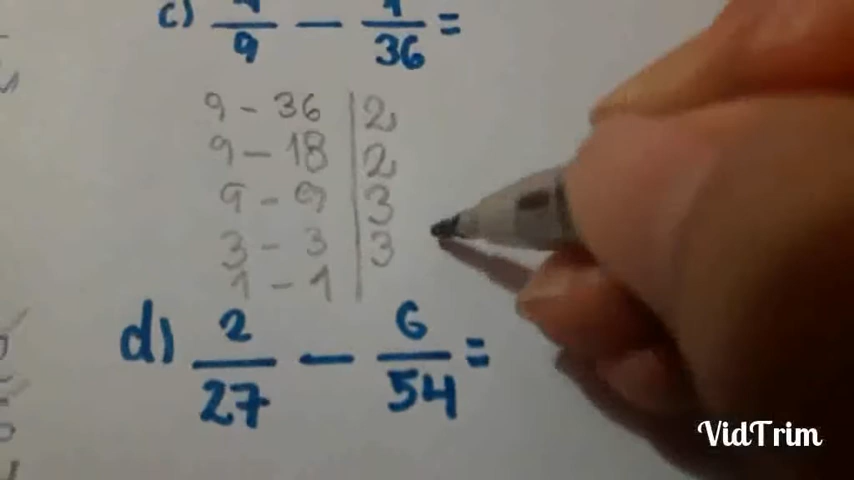 c) /9 - /36 =
9 - 36 | 2
9 - 18 | 2
9 - 9 | 3
3 - 3 | 3
1 - 1 |
d) 2/27 - 6/54 =
VidTrim